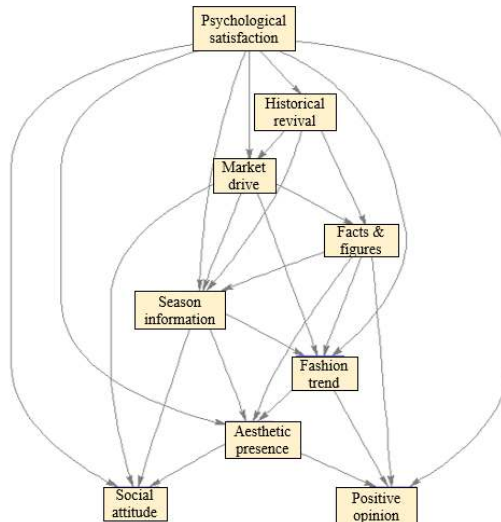 Psychological
satisfaction
Historical
revival
Market
drive
Facts &
figures
Season
information
Fashion
trend
Aesthetic
presence
Social
attitude
Positive
opinion